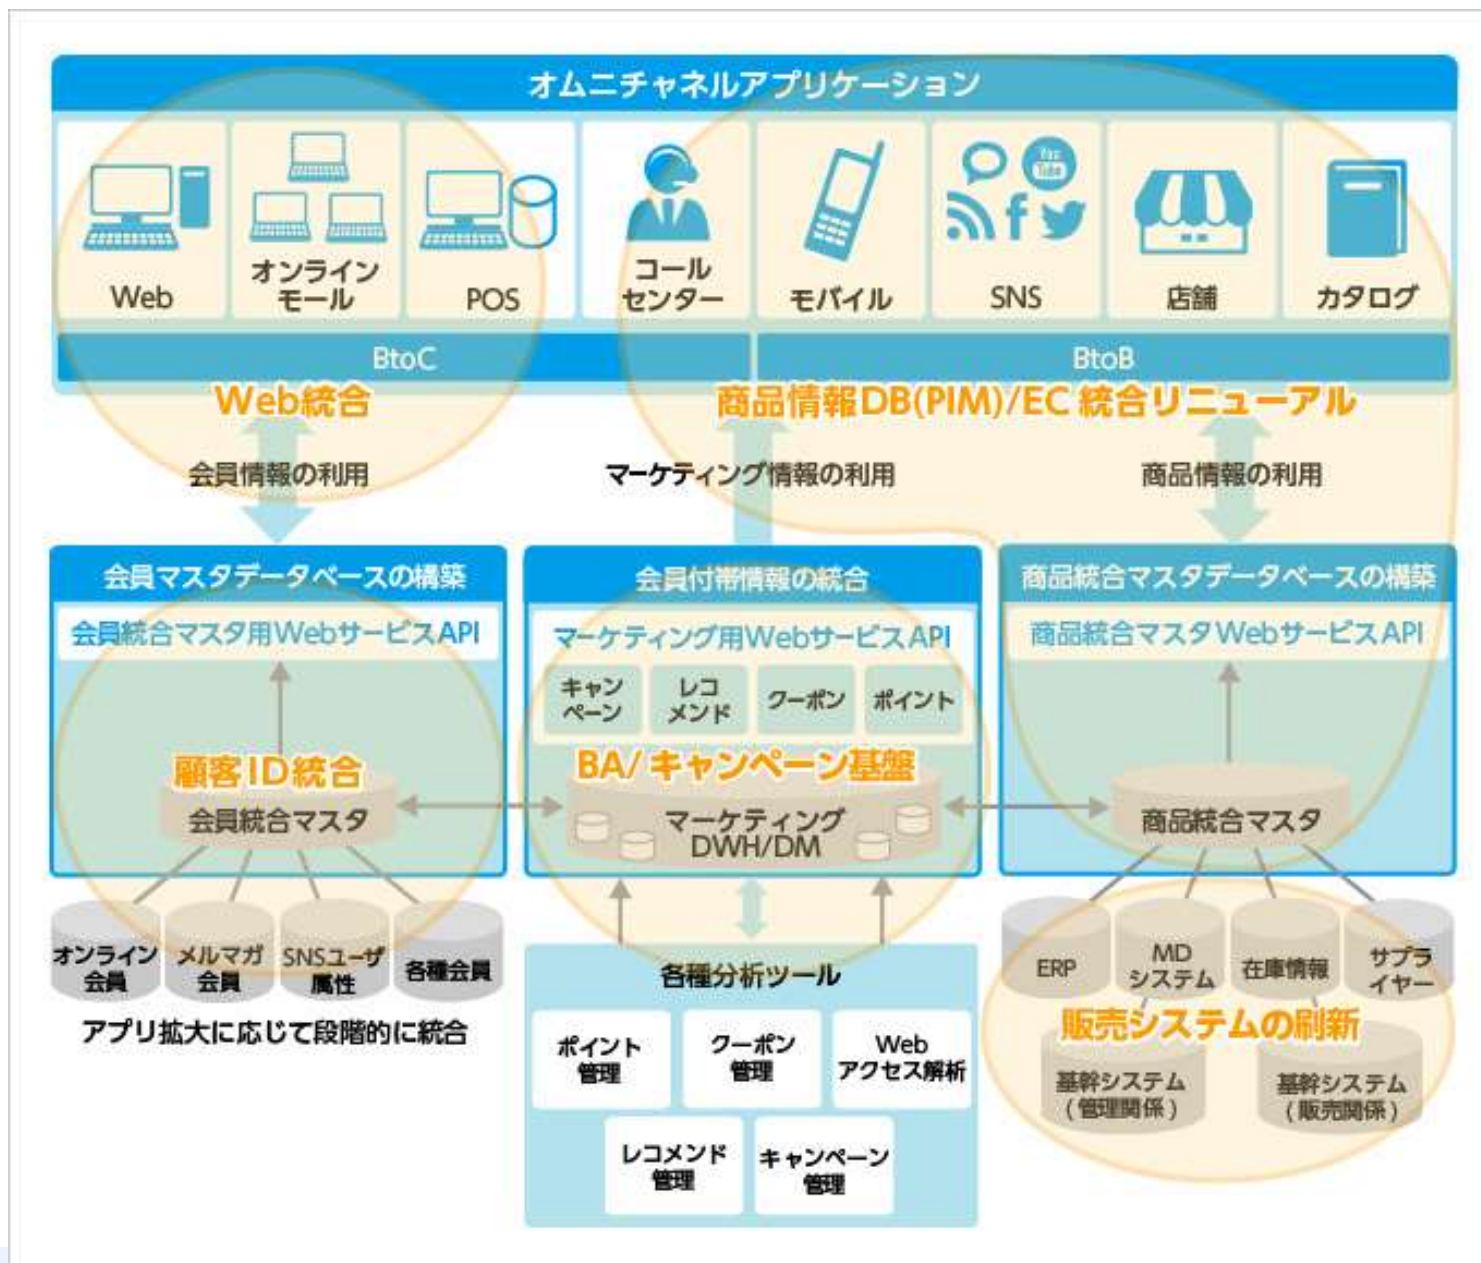 オムニチャネルアプリケーション
Web
オンライン
モール
POS
コール
センター
モバイル
You
Tube
SNS
店舗
カタログ
BtoC
BtoB
Web統合
商品情報DB(PIM)/EC 統合リニューアル
会員情報の利用
マーケティング情報の利用
商品情報の利用
会員マスタデータベースの構築
会員統合マスタ用WebサービスAPI
顧客ID統合
会員統合マスタ
会員付帯情報の統合
マーケティング用WebサービスAPI
キャン
ペーン
レコ
メンド
クーポン
ポイント
BA/キャンペーン基盤
マーケティング
DWH/DM
商品統合マスタデータベースの構築
商品統合マスタWebサービスAPI
商品統合マスタ
オンライン
会員
メルマガ
会員
SNSユーザ
属性
各種会員
アプリ拡大に応じて段階的に統合
各種分析ツール
ポイント
管理
クーポン
管理
Web
アクセス解析
レコメンド
管理
キャンペーン
管理
ERP
MD
システム
在庫情報
サプラ
イヤー
販売システムの刷新
基幹システム
(管理関係)
基幹システム
(販売関係)